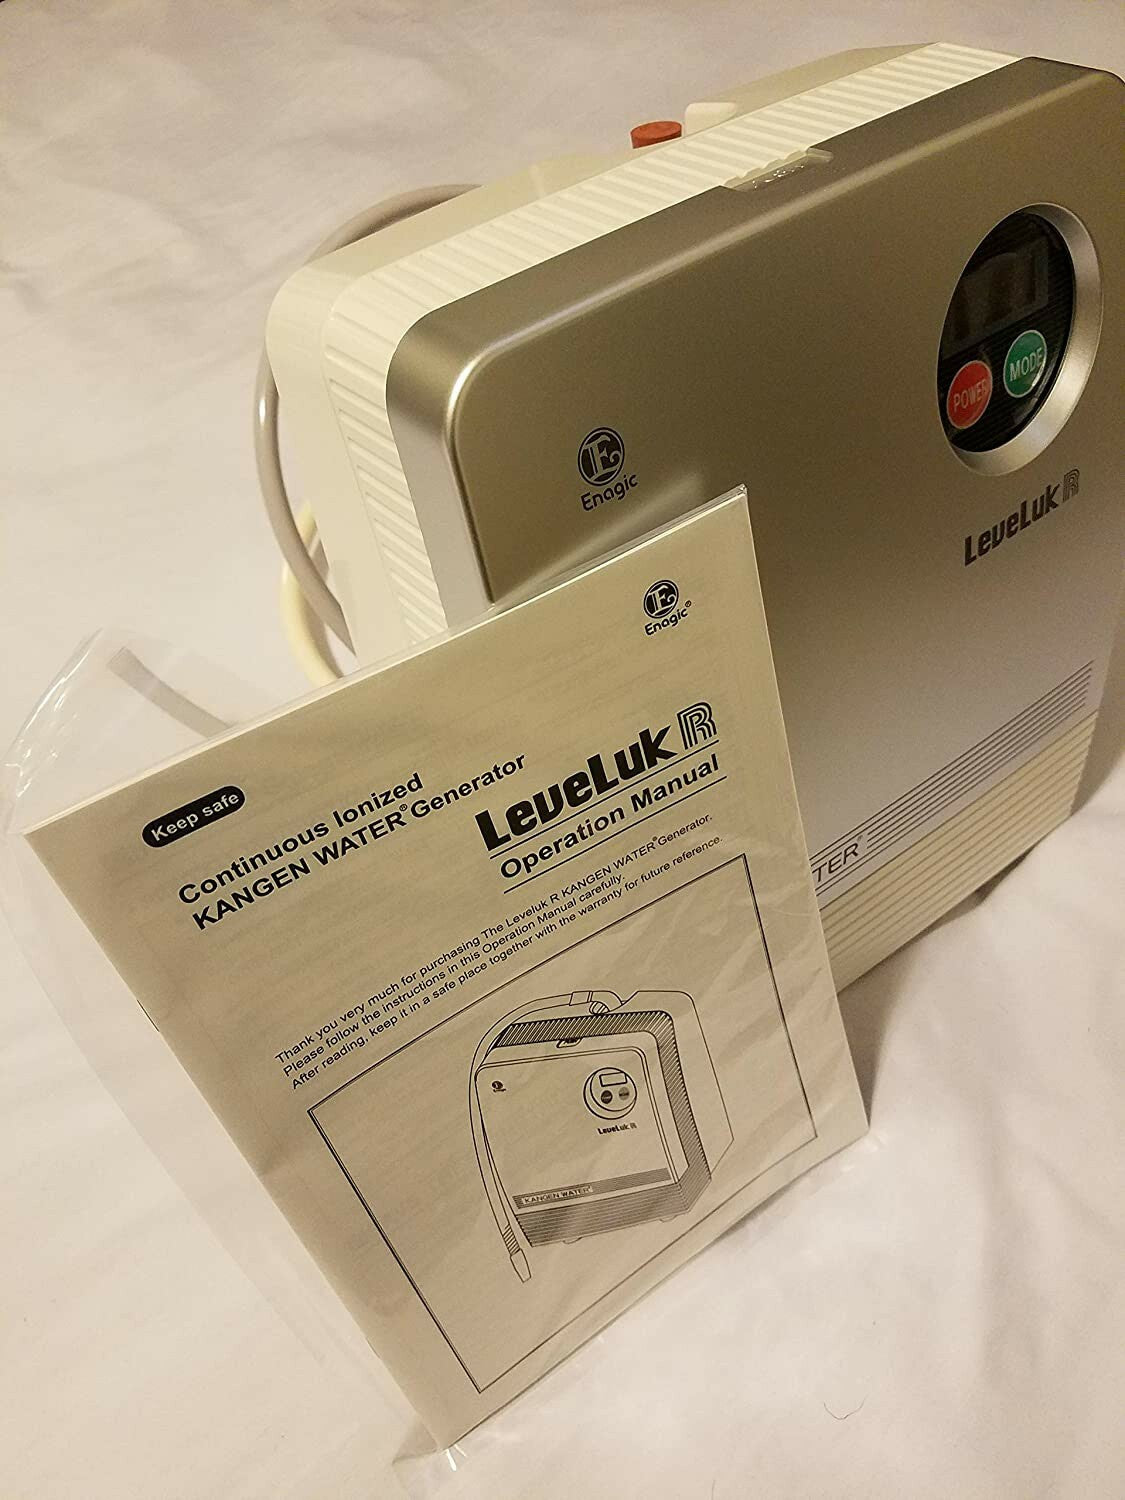 POWER
MODE
E
Enagic
LeveLuk R
TER®
E
Enagic®
Keep safe
Continuous Ionized
KANGEN WATER® Generator
LeveLuk R
Operation Manual
Thank you very much for purchasing The Leveluk R KANGEN WATER® Generator.
Please follow the instructions in this Operation Manual carefully.
After reading, keep it in a safe place together with the warranty for future reference.
Enagic
LeveLuk R
KANGEN WATER®